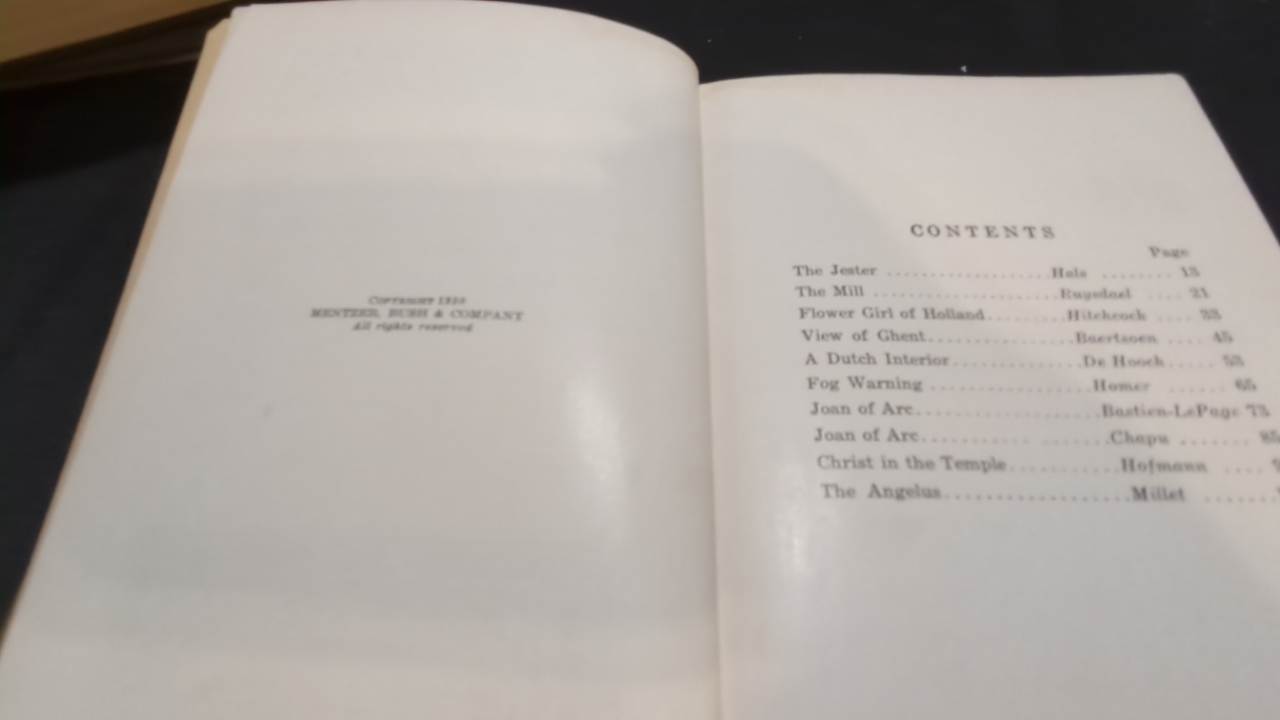 MENTZER, BUSH & COMPANY
All rights reserved
CONTENTS
Page
The Jester ................... Hals ........ 13
The Mill ..................... Ruysdael .... 21
Flower Girl of Holland ........ Hitchcock .... 33
View of Ghent ................. Baertsoen .... 45
A Dutch Interior .............. De Hooch ..... 53
Fog Warning ................... Homer ...... 65
Joan of Arc ................... Bastien-LePage 73
Joan of Arc ................... Chapu .......
Christ in the Temple .......... Hofmann ....
The Angelus ................... Millet .......